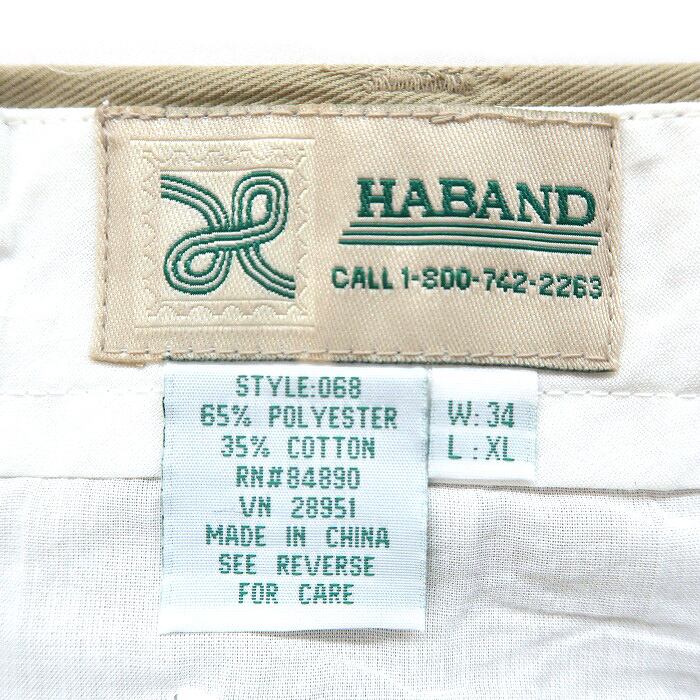 HABAND
CALL 1-800-742-2263
STYLE:068
65% POLYESTER
35% COTTON
RN#84890
VN 28951
MADE IN CHINA
SEE REVERSE
FOR CARE
W: 34
L : XL